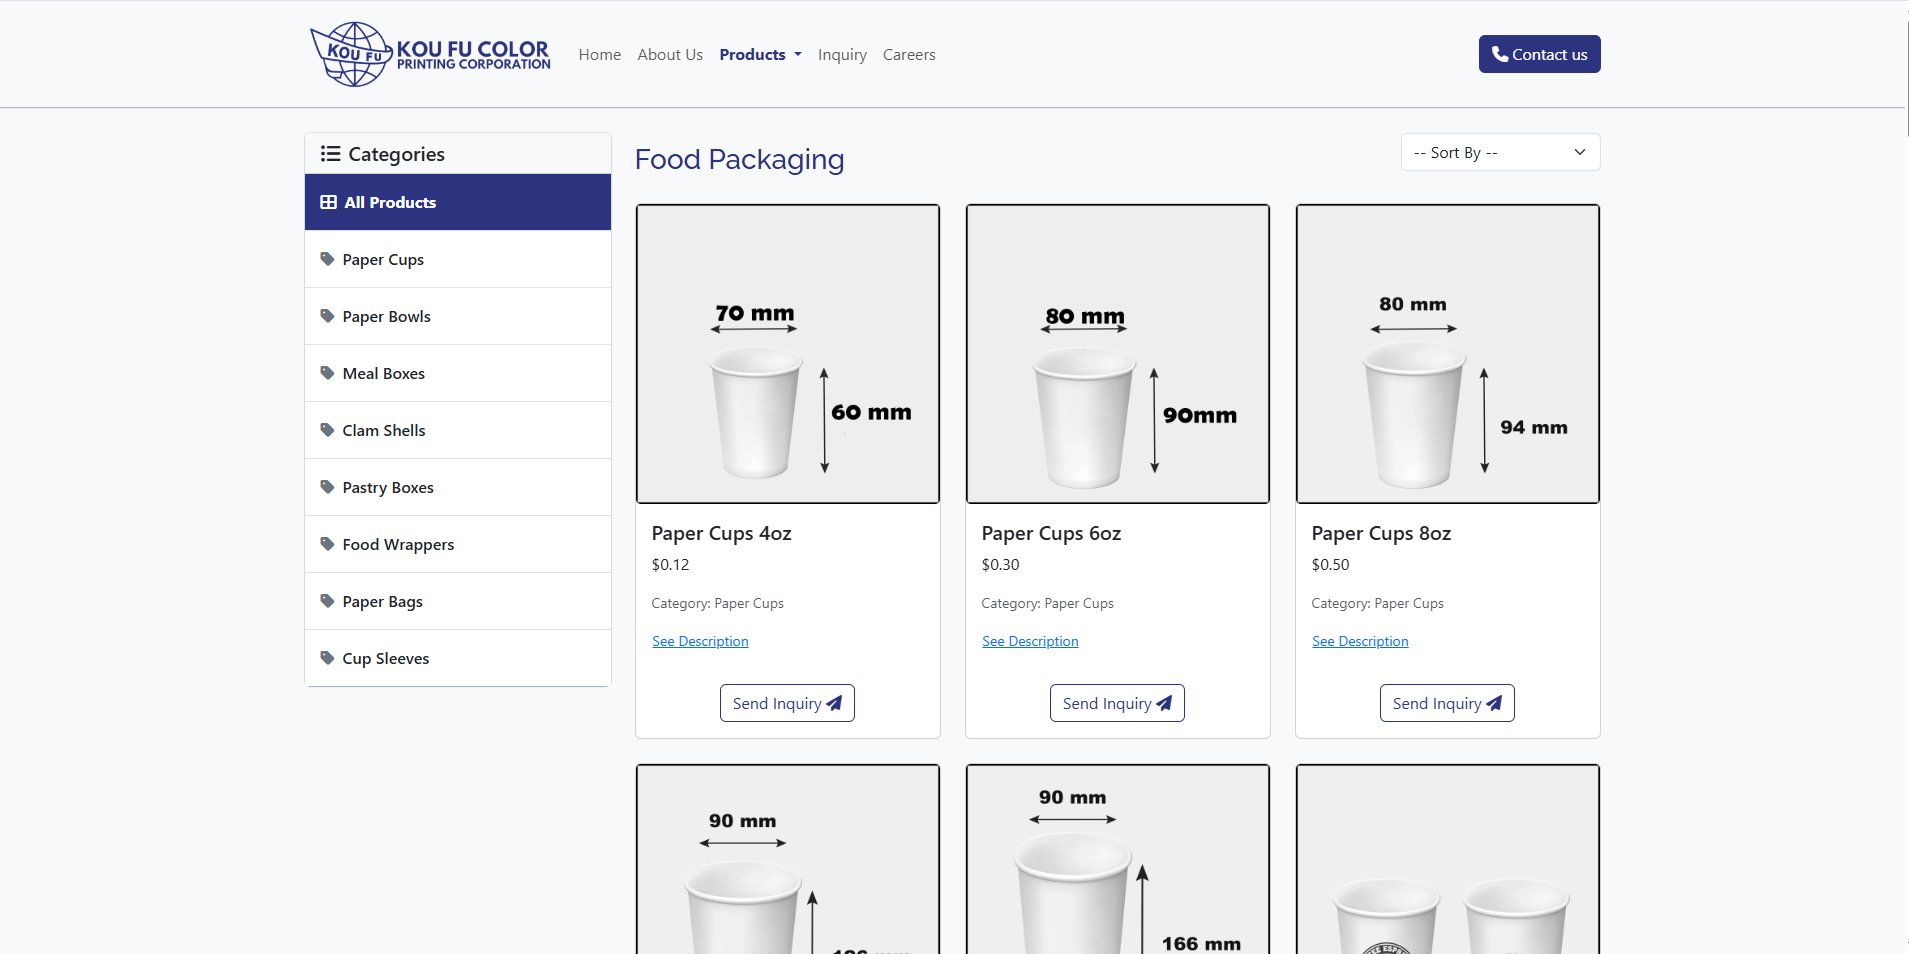 KOU FU
KOU FU COLOR
PRINTING CORPORATION
Home
About Us
Products
Inquiry
Careers
Contact us
Categories
All Products
Paper Cups
Paper Bowls
Meal Boxes
Clam Shells
Pastry Boxes
Food Wrappers
Paper Bags
Cup Sleeves
Food Packaging
-- Sort By --
70 mm
60 mm
Paper Cups 4oz
$0.12
Category: Paper Cups
See Description
Send Inquiry
80 mm
90mm
Paper Cups 6oz
$0.30
Category: Paper Cups
See Description
Send Inquiry
80 mm
94 mm
Paper Cups 8oz
$0.50
Category: Paper Cups
See Description
Send Inquiry
90 mm
90 mm
166 mm